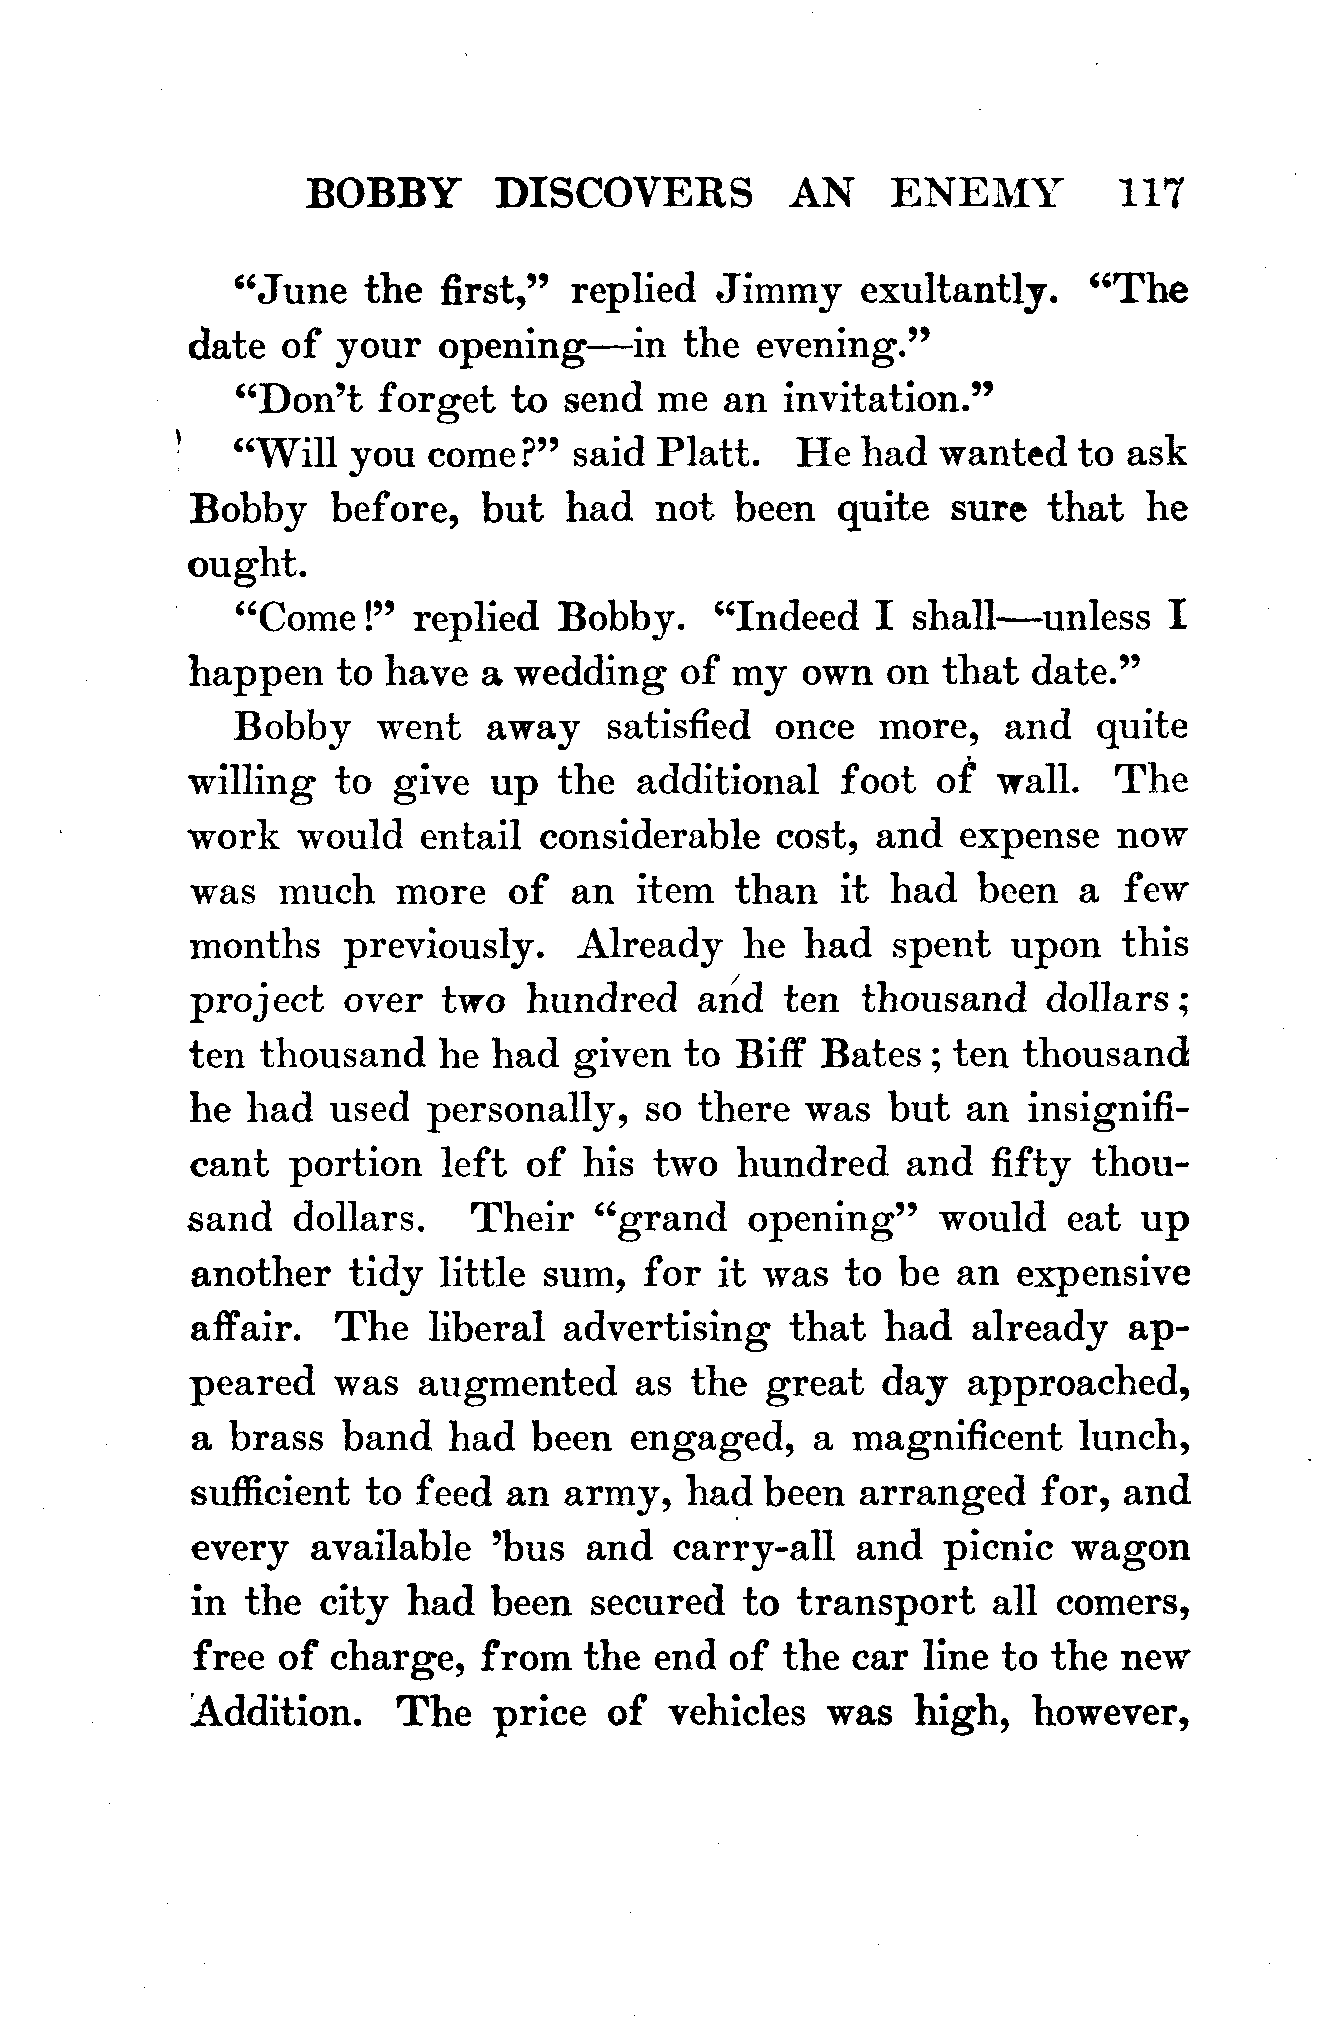 BOBBY DISCOVERS AN ENEMY 117
“June the first,” replied Jimmy exultantly. “The
date of your opening—in the evening.”
“Don’t forget to send me an invitation.”
“Will you come?” said Platt. He had wanted to ask
Bobby before, but had not been quite sure that he
ought.
“Come!” replied Bobby. “Indeed I shall—unless I
happen to have a wedding of my own on that date.”
Bobby went away satisfied once more, and quite
willing to give up the additional foot of wall. The
work would entail considerable cost, and expense now
was much more of an item than it had been a few
months previously. Already he had spent upon this
project over two hundred and ten thousand dollars;
ten thousand he had given to Biff Bates; ten thousand
he had used personally, so there was but an insignifi-
cant portion left of his two hundred and fifty thou-
sand dollars. Their “grand opening” would eat up
another tidy little sum, for it was to be an expensive
affair. The liberal advertising that had already ap-
peared was augmented as the great day approached,
a brass band had been engaged, a magnificent lunch,
sufficient to feed an army, had been arranged for, and
every available ’bus and carry-all and picnic wagon
in the city had been secured to transport all comers,
free of charge, from the end of the car line to the new
Addition. The price of vehicles was high, however,